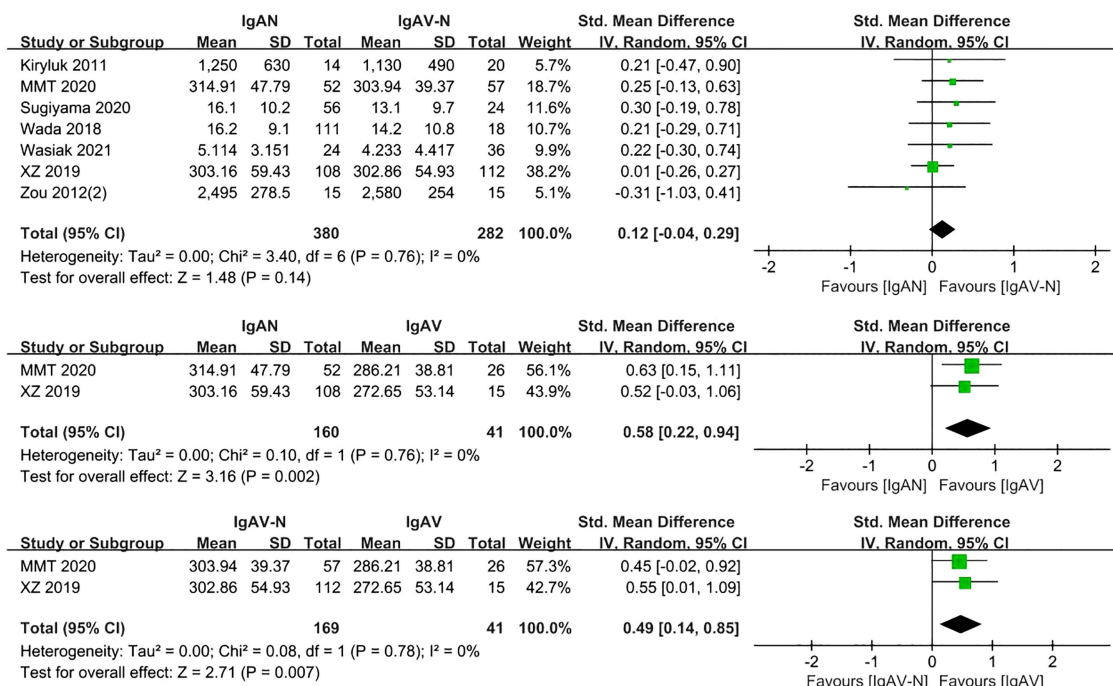 IgAN IgAV-N Std. Mean Difference Std. Mean Difference
Study or Subgroup Mean SD Total Mean SD Total Weight IV, Random, 95% CI IV, Random, 95% CI
Kiryluk 2011 1,250 630 14 1,130 490 20 5.7% 0.21 [-0.47, 0.90]
MMT 2020 314.91 47.79 52 303.94 39.37 57 18.7% 0.25 [-0.13, 0.63]
Sugiyama 2020 16.1 10.2 56 13.1 9.7 24 11.6% 0.30 [-0.19, 0.78]
Wada 2018 16.2 9.1 111 14.2 10.8 18 10.7% 0.21 [-0.29, 0.71]
Wasiak 2021 5.114 3.151 24 4.233 4.417 36 9.9% 0.22 [-0.30, 0.74]
XZ 2019 303.16 59.43 108 302.86 54.93 112 38.2% 0.01 [-0.26, 0.27]
Zou 2012(2) 2,495 278.5 15 2,580 254 15 5.1% -0.31 [-1.03, 0.41]
Total (95% CI) 380 282 100.0% 0.12 [-0.04, 0.29]
Heterogeneity: Tau² = 0.00; Chi² = 3.40, df = 6 (P = 0.76); I² = 0%
Test for overall effect: Z = 1.48 (P = 0.14)
-2 -1 0 1 2
Favours [IgAN] Favours [IgAV-N]
IgAN IgAV Std. Mean Difference Std. Mean Difference
Study or Subgroup Mean SD Total Mean SD Total Weight IV, Random, 95% CI IV, Random, 95% CI
MMT 2020 314.91 47.79 52 286.21 38.81 26 56.1% 0.63 [0.15, 1.11]
XZ 2019 303.16 59.43 108 272.65 53.14 15 43.9% 0.52 [-0.03, 1.06]
Total (95% CI) 160 41 100.0% 0.58 [0.22, 0.94]
Heterogeneity: Tau² = 0.00; Chi² = 0.10, df = 1 (P = 0.76); I² = 0%
Test for overall effect: Z = 3.16 (P = 0.002)
-2 -1 0 1 2
Favours [IgAN] Favours [IgAV]
IgAV-N IgAV Std. Mean Difference Std. Mean Difference
Study or Subgroup Mean SD Total Mean SD Total Weight IV, Random, 95% CI IV, Random, 95% CI
MMT 2020 303.94 39.37 57 286.21 38.81 26 57.3% 0.45 [-0.02, 0.92]
XZ 2019 302.86 54.93 112 272.65 53.14 15 42.7% 0.55 [0.01, 1.09]
Total (95% CI) 169 41 100.0% 0.49 [0.14, 0.85]
Heterogeneity: Tau² = 0.00; Chi² = 0.08, df = 1 (P = 0.78); I² = 0%
Test for overall effect: Z = 2.71 (P = 0.007)
-2 -1 0 1 2
Favours [IgAV-N] Favours [IgAV]